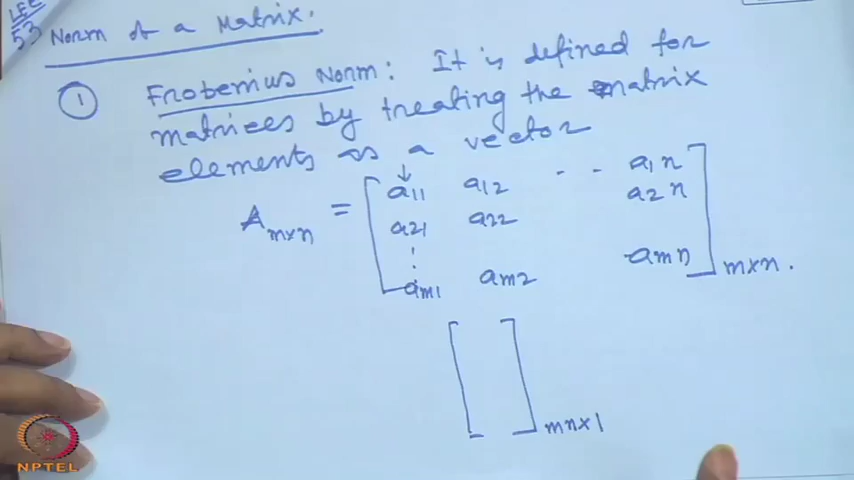 LEC
53
Norm of a Matrix.
1 Frobenius Norm: It is defined for
matrices by treating the matrix
elements as a vector
A m×n = [ a11 a12 - - a1n
a21 a22 a2n
⋮
am1 am2 amn ] m×n.
[ ] mn×1
NPTEL